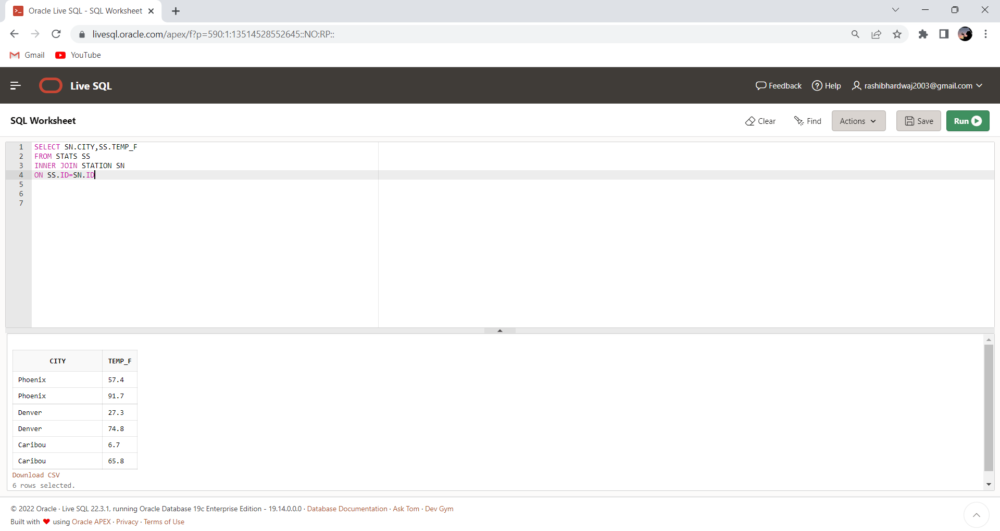 Oracle Live SQL - SQL Worksheet
livesql.oracle.com/apex/f?p=590:1:13514528552645::NO:RP::
Gmail YouTube
Live SQL Feedback Help rashibhardwaj2003@gmail.com
SQL Worksheet Clear Find Actions Save Run
1 SELECT SN.CITY,SS.TEMP_F
2 FROM STATS SS
3 INNER JOIN STATION SN
4 ON SS.ID=SN.ID
5
6
7
CITY TEMP_F
Phoenix 57.4
Phoenix 91.7
Denver 27.3
Denver 74.8
Caribou 6.7
Caribou 65.8
Download CSV
6 rows selected.
© 2022 Oracle · Live SQL 22.3.1, running Oracle Database 19c Enterprise Edition - 19.14.0.0.0 · Database Documentation · Ask Tom · Dev Gym
Built with ❤ using Oracle APEX · Privacy · Terms of Use